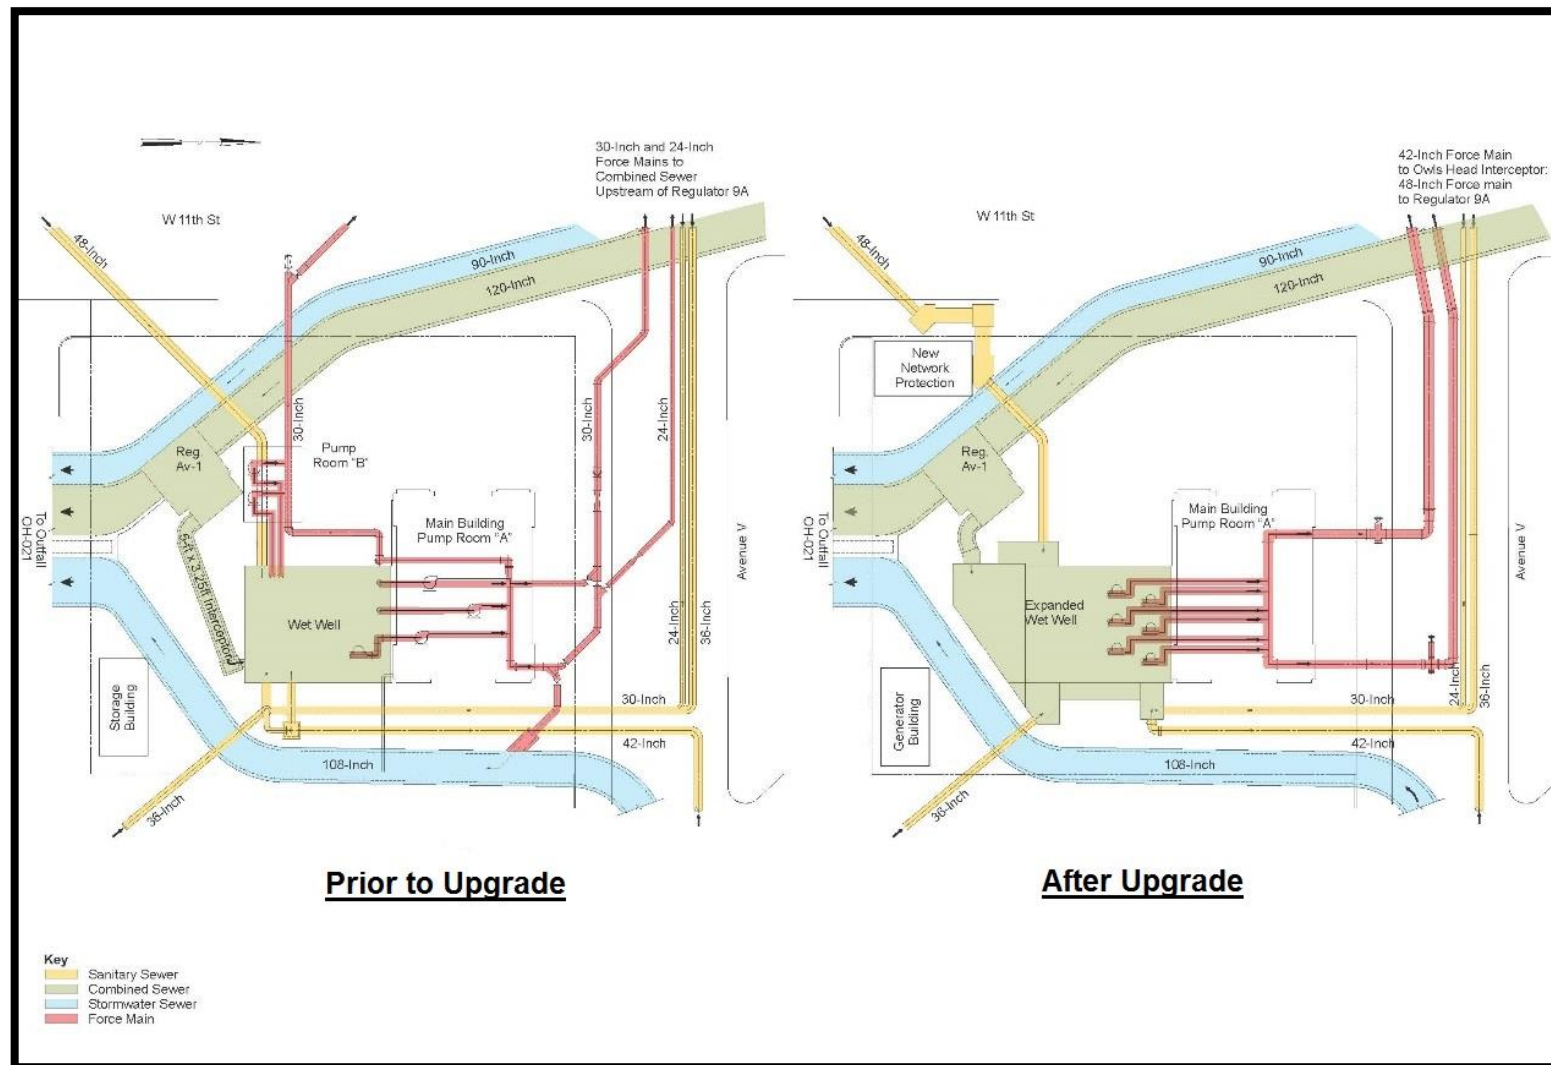 30-Inch and 24-Inch
Force Mains to
Combined Sewer
Upstream of Regulator 9A
W 11th St
48-Inch
90-Inch
120-Inch
30-Inch
Pump
Room "B"
30-Inch
24-Inch
Reg.
Av-1
Main Building
Pump Room "A"
To Outfall
OH-021
5-ft x 3.25ft Interceptor
Wet Well
24-Inch
36-Inch
Avenue V
Storage
Building
30-Inch
42-Inch
108-Inch
36-Inch
Prior to Upgrade
42-Inch Force Main
to Owls Head Interceptor:
48-Inch Force main
to Regulator 9A
W 11th St
48-Inch
90-Inch
120-Inch
New
Network
Protection
Reg.
Av-1
Main Building
Pump Room "A"
To Outfall
OH-021
Expanded
Wet Well
Avenue V
24-Inch
36-Inch
Generator
Building
30-Inch
42-Inch
108-Inch
36-Inch
After Upgrade
Key
Sanitary Sewer
Combined Sewer
Stormwater Sewer
Force Main